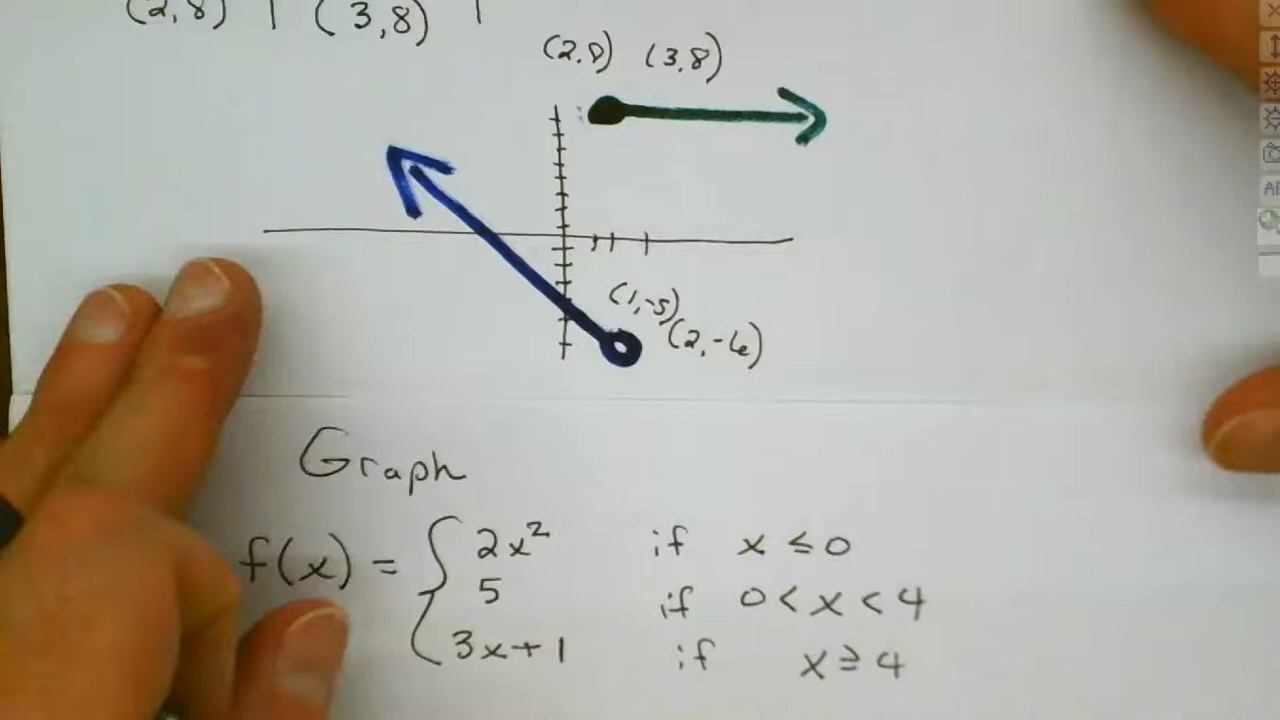 (2,8) | (3,8) |
(2,8) (3,8)
(1,-5)
(2,-6)
Graph
f(x) = { 2x² if x ≤ 0
5 if 0 < x < 4
3x + 1 if x ≥ 4